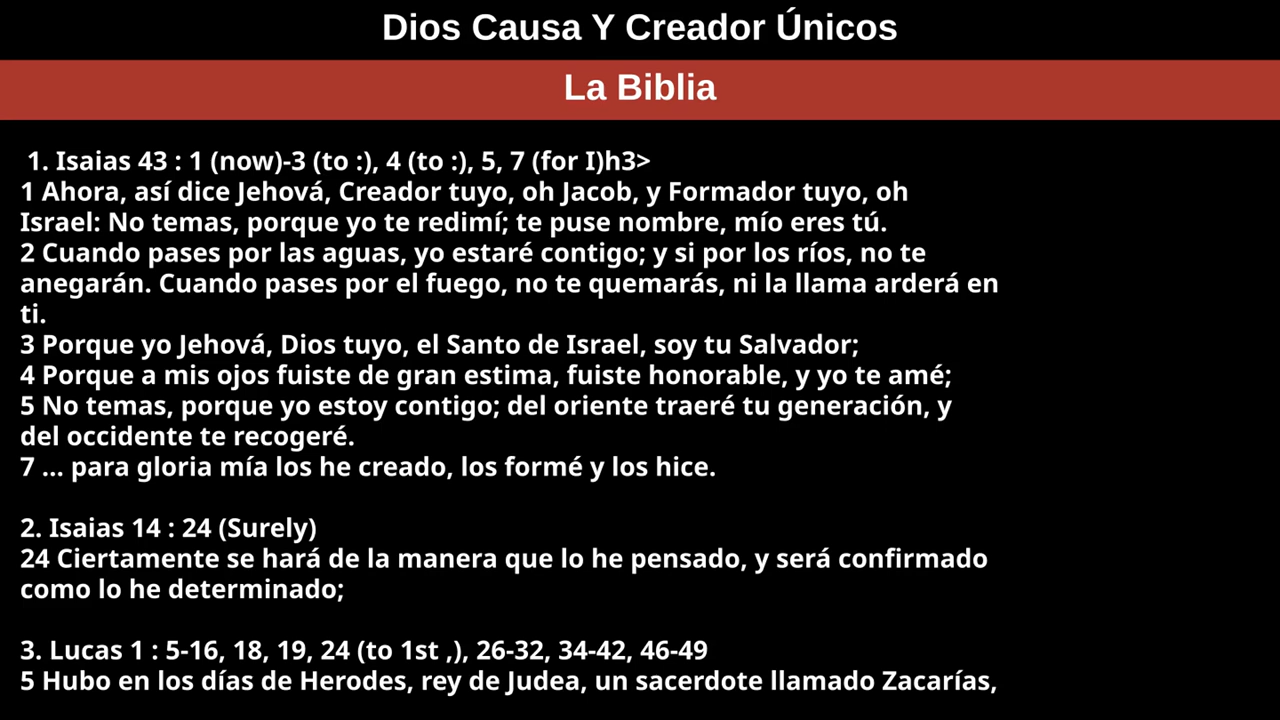 Dios Causa Y Creador Únicos
La Biblia
1. Isaias 43 : 1 (now)-3 (to :), 4 (to :), 5, 7 (for I)h3>
1 Ahora, así dice Jehová, Creador tuyo, oh Jacob, y Formador tuyo, oh
Israel: No temas, porque yo te redimí; te puse nombre, mío eres tú.
2 Cuando pases por las aguas, yo estaré contigo; y si por los ríos, no te
anegarán. Cuando pases por el fuego, no te quemarás, ni la llama arderá en
ti.
3 Porque yo Jehová, Dios tuyo, el Santo de Israel, soy tu Salvador;
4 Porque a mis ojos fuiste de gran estima, fuiste honorable, y yo te amé;
5 No temas, porque yo estoy contigo; del oriente traeré tu generación, y
del occidente te recogeré.
7 ... para gloria mía los he creado, los formé y los hice.
2. Isaias 14 : 24 (Surely)
24 Ciertamente se hará de la manera que lo he pensado, y será confirmado
como lo he determinado;
3. Lucas 1 : 5-16, 18, 19, 24 (to 1st ,), 26-32, 34-42, 46-49
5 Hubo en los días de Herodes, rey de Judea, un sacerdote llamado Zacarías,